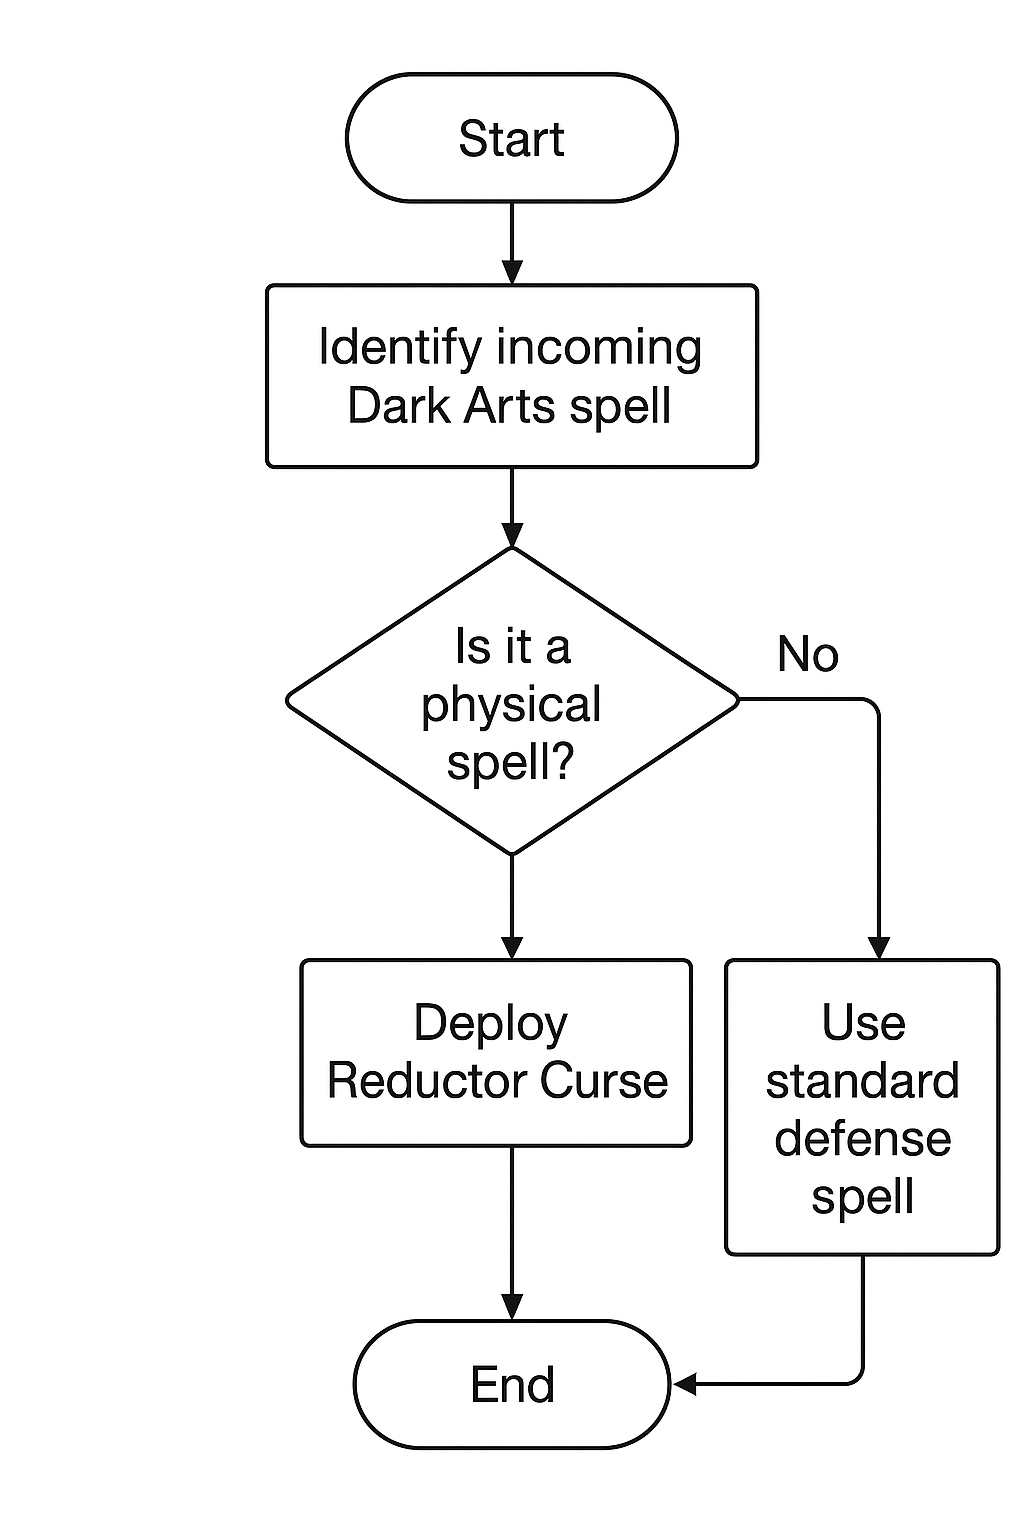 Start
Identify incoming
Dark Arts spell
Is it a
physical
spell?
No
Deploy
Reductor Curse
Use
standard
defense
spell
End